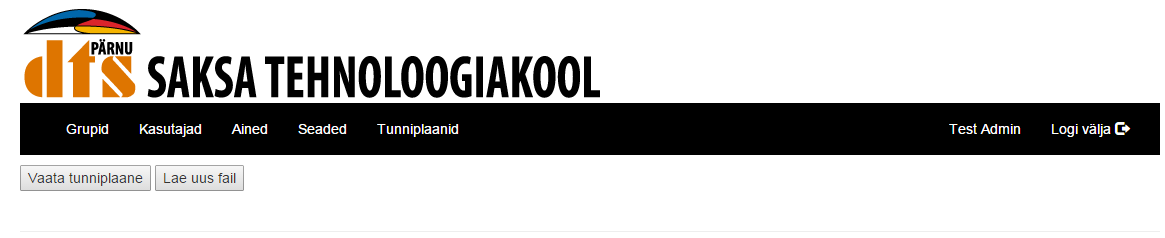 PÄRNU
dts SAKSA TEHNOLOOGIAKOOL
Grupid Kasutajad Ained Seaded Tunniplaanid Test Admin Logi välja
Vaata tunniplaane Lae uus fail